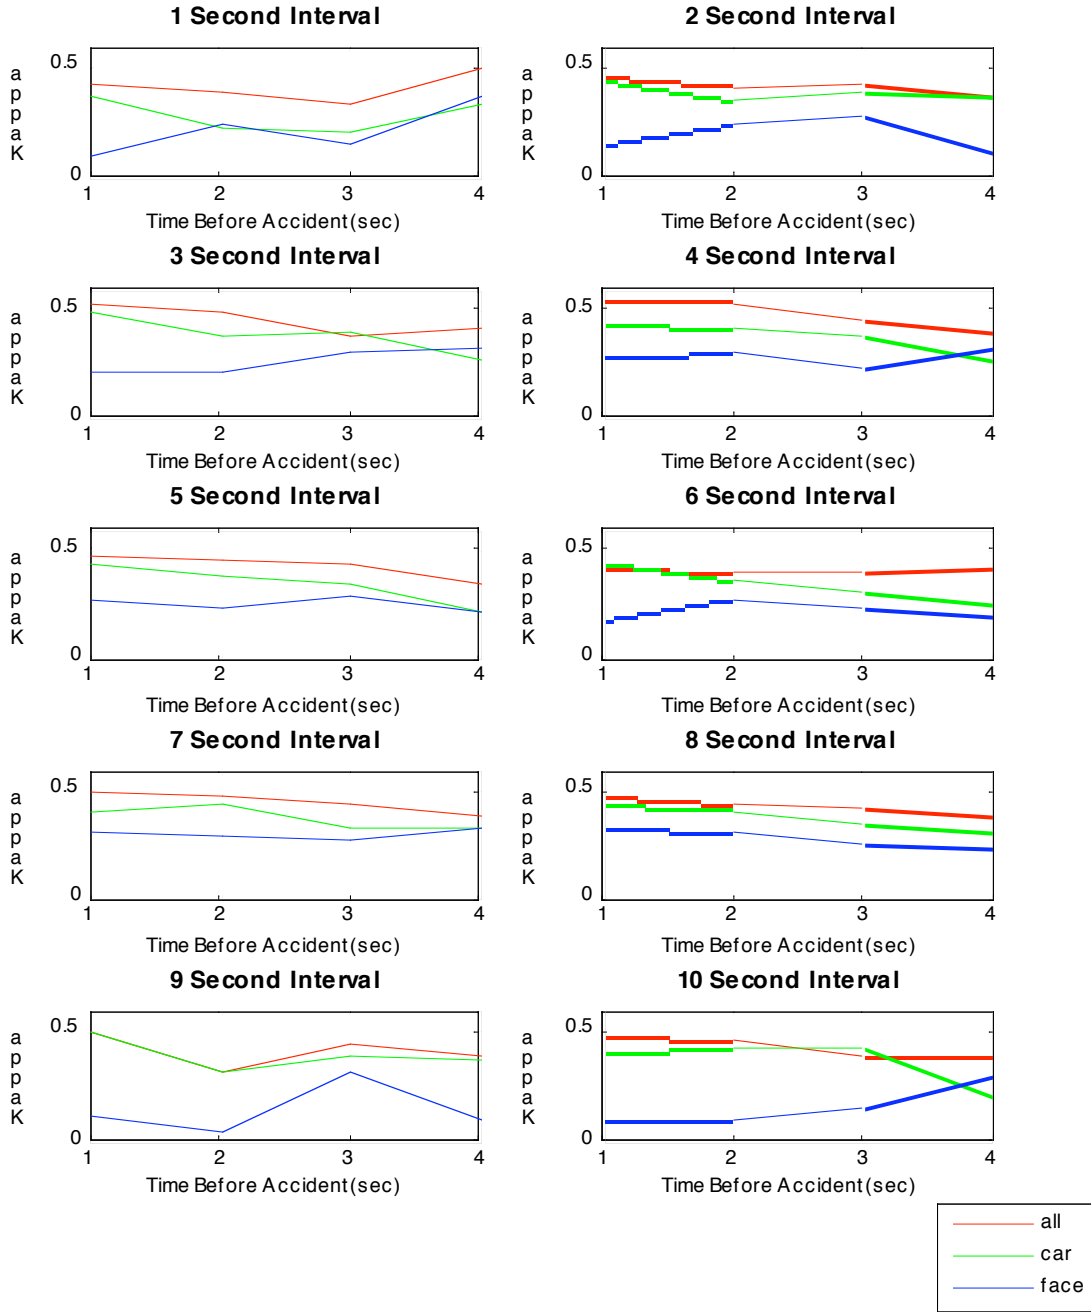 1 Second Interval
a
p
p
a
K
0.5
0
1 2 3 4
Time Before Accident(sec)
2 Second Interval
a
p
p
a
K
0.5
0
1 2 3 4
Time Before Accident(sec)
3 Second Interval
a
p
p
a
K
0.5
0
1 2 3 4
Time Before Accident(sec)
4 Second Interval
a
p
p
a
K
0.5
0
1 2 3 4
Time Before Accident(sec)
5 Second Interval
a
p
p
a
K
0.5
0
1 2 3 4
Time Before Accident(sec)
6 Second Interval
a
p
p
a
K
0.5
0
1 2 3 4
Time Before Accident(sec)
7 Second Interval
a
p
p
a
K
0.5
0
1 2 3 4
Time Before Accident(sec)
8 Second Interval
a
p
p
a
K
0.5
0
1 2 3 4
Time Before Accident(sec)
9 Second Interval
a
p
p
a
K
0.5
0
1 2 3 4
Time Before Accident(sec)
10 Second Interval
a
p
p
a
K
0.5
0
1 2 3 4
Time Before Accident(sec)
all
car
face